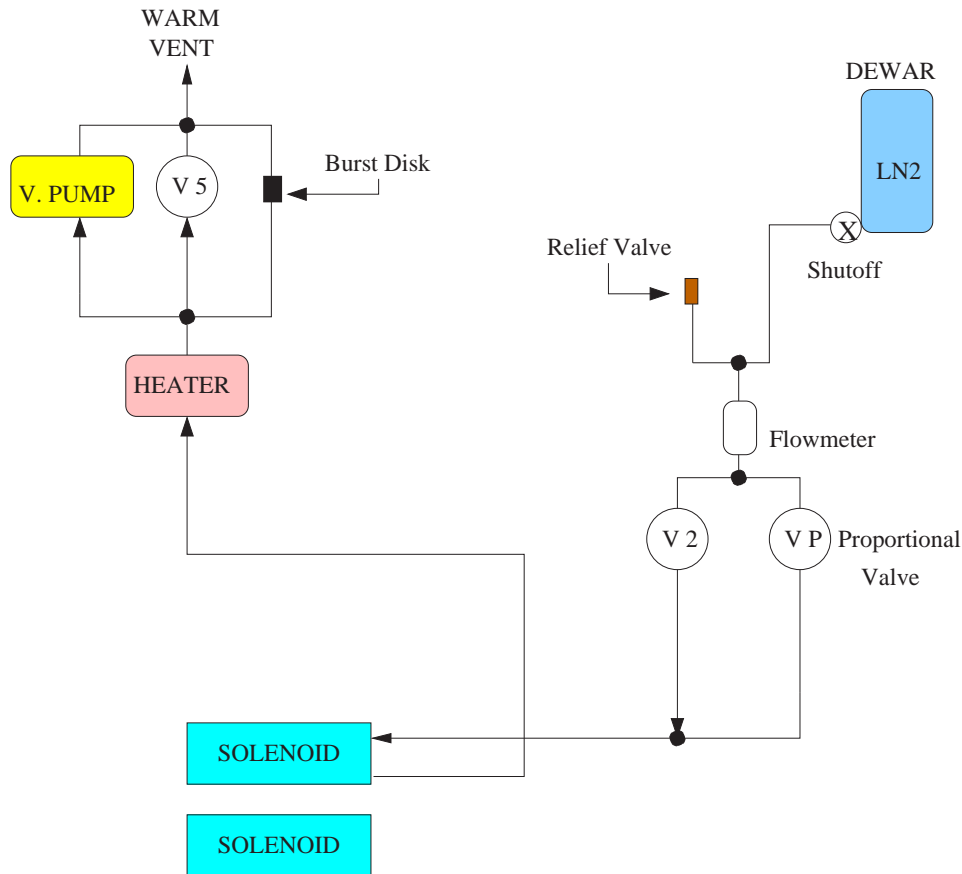 WARM
VENT
DEWAR
LN2
V. PUMP
V 5
Burst Disk
X
Shutoff
Relief Valve
HEATER
Flowmeter
V 2
V P
Proportional
Valve
SOLENOID
SOLENOID